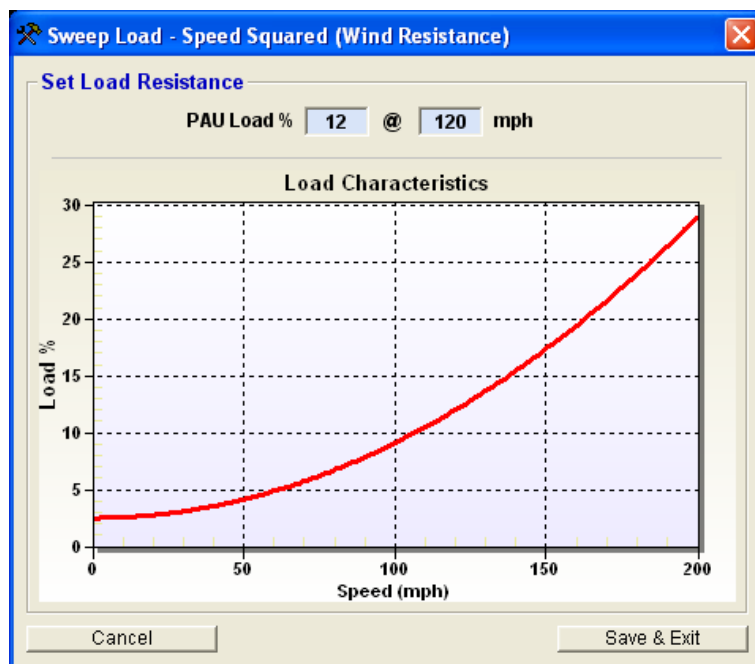 Sweep Load - Speed Squared (Wind Resistance)
Set Load Resistance
PAU Load % 12 @ 120 mph
Load Characteristics
30
25
20
15
10
5
0
Load %
0 50 100 150 200
Speed (mph)
Cancel Save & Exit